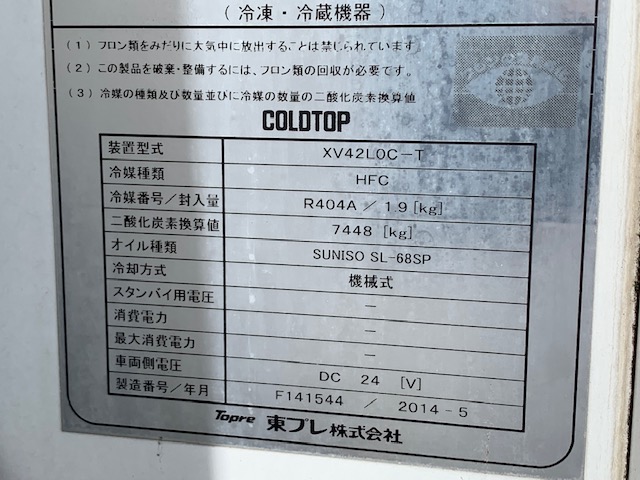 (冷凍・冷蔵機器)
(1) フロン類をみだりに大気中に放出することは禁じられています
(2) この製品を破棄・整備するには、フロン類の回収が必要です。
(3) 冷媒の種類及び数量並びに冷媒の数量の二酸化炭素換算値
COLDTOP
装置型式 XV42L0C-T
冷媒種類 HFC
冷媒番号/封入量 R404A / 1.9 [kg]
二酸化炭素換算値 7448 [kg]
オイル種類 SUNISO SL-68SP
冷却方式 機械式
スタンバイ用電圧 —
消費電力 —
最大消費電力 —
車両側電圧 DC 24 [V]
製造番号/年月 F141544 / 2014-5
Topre 東プレ株式会社